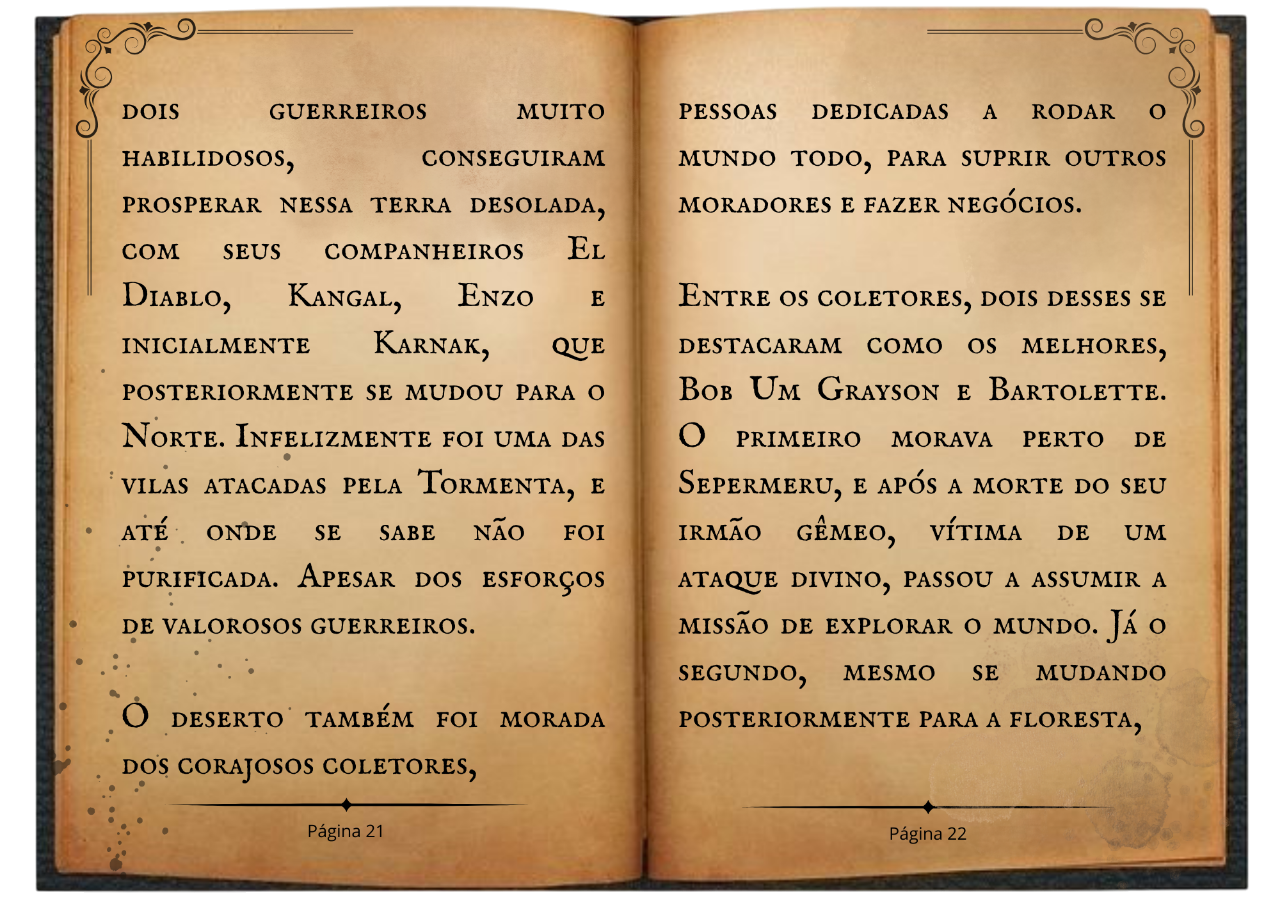 dois guerreiros muito
habilidosos, conseguiram
prosperar nessa terra desolada,
com seus companheiros El
Diablo, Kangal, Enzo e
inicialmente Karnak, que
posteriormente se mudou para o
Norte. Infelizmente foi uma das
vilas atacadas pela Tormenta, e
até onde se sabe não foi
purificada. Apesar dos esforços
de valorosos guerreiros.
O deserto também foi morada
dos corajosos coletores,
Página 21
pessoas dedicadas a rodar o
mundo todo, para suprir outros
moradores e fazer negócios.
Entre os coletores, dois desses se
destacaram como os melhores,
Bob Um Grayson e Bartolette.
O primeiro morava perto de
Sepermeru, e após a morte do seu
irmão gêmeo, vítima de um
ataque divino, passou a assumir a
missão de explorar o mundo. Já o
segundo, mesmo se mudando
posteriormente para a floresta,
Página 22